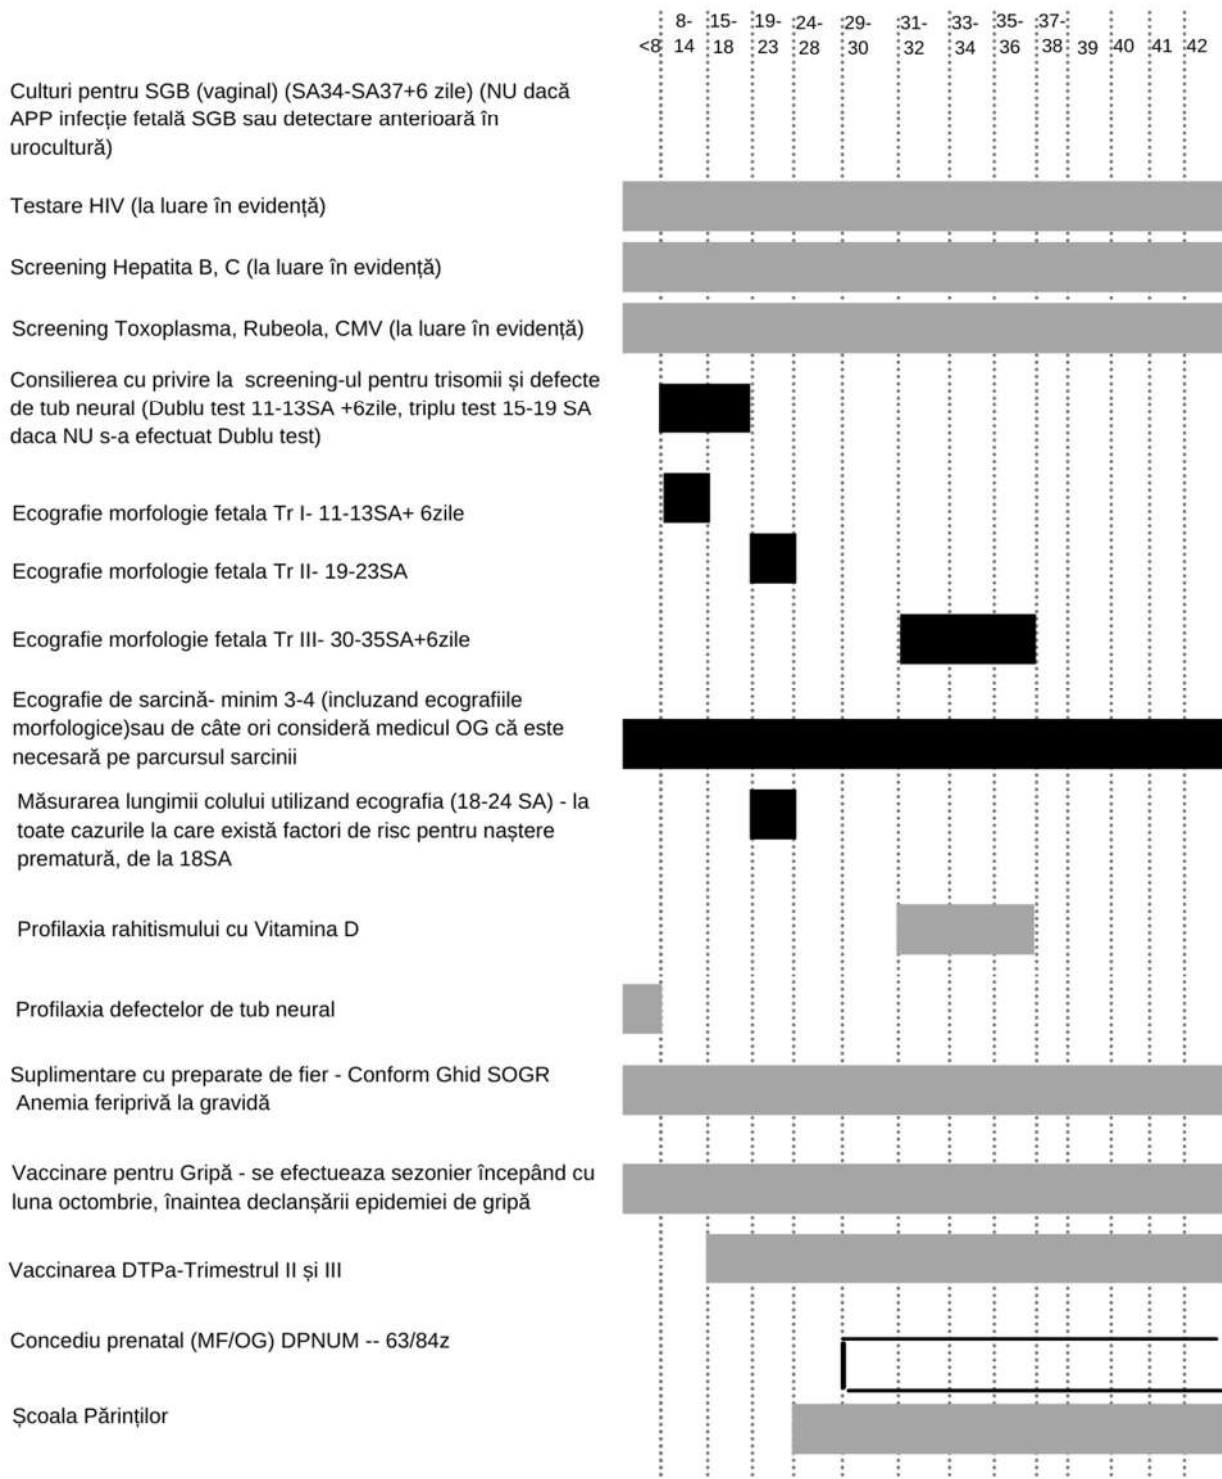 8- 15- 19- 24- 29- 31- 33- 35- 37-
<8 14 18 23 28 30 32 34 36 38 39 40 41 42
Culturi pentru SGB (vaginal) (SA34-SA37+6 zile) (NU dacă
APP infecție fetală SGB sau detectare anterioară în
urocultură)
Testare HIV (la luare în evidență)
Screening Hepatita B, C (la luare în evidență)
Screening Toxoplasma, Rubeola, CMV (la luare în evidență)
Consilierea cu privire la screening-ul pentru trisomii și defecte
de tub neural (Dublu test 11-13SA +6zile, triplu test 15-19 SA
daca NU s-a efectuat Dublu test)
Ecografie morfologie fetala Tr I- 11-13SA+ 6zile
Ecografie morfologie fetala Tr II- 19-23SA
Ecografie morfologie fetala Tr III- 30-35SA+6zile
Ecografie de sarcină- minim 3-4 (incluzand ecografiile
morfologice)sau de câte ori consideră medicul OG că este
necesară pe parcursul sarcinii
Măsurarea lungimii colului utilizand ecografia (18-24 SA) - la
toate cazurile la care există factori de risc pentru naștere
prematură, de la 18SA
Profilaxia rahitismului cu Vitamina D
Profilaxia defectelor de tub neural
Suplimentare cu preparate de fier - Conform Ghid SOGR
Anemia feriprivă la gravidă
Vaccinare pentru Gripă - se efectueaza sezonier începând cu
luna octombrie, înaintea declanșării epidemiei de gripă
Vaccinarea DTPa-Trimestrul II și III
Concediu prenatal (MF/OG) DPNUM -- 63/84z
Școala Părinților